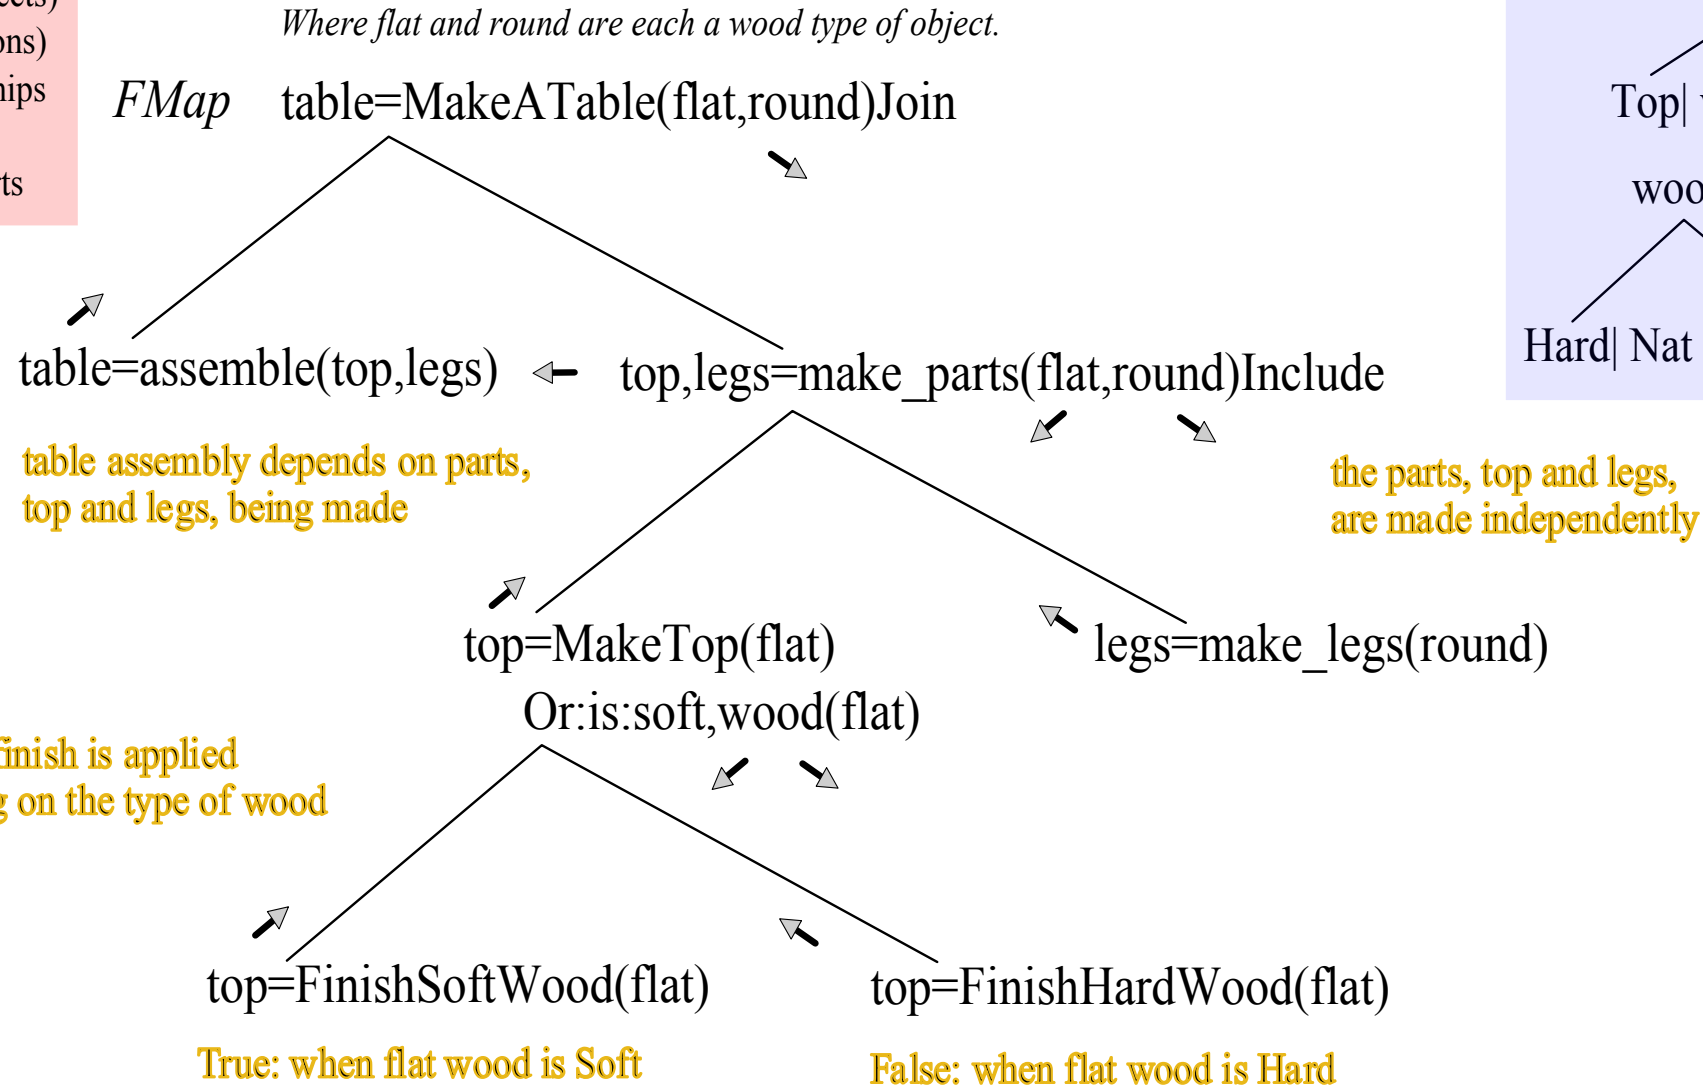 ons)
Where flat and round are each a wood type of object.
FMap table=MakeATable(flat,round)Join
Top|
table=assemble(top,legs)
top,legs=make_parts(flat,round)Include
Hard| Nat
table assembly depends on parts,
top and legs, being made
the parts, top and legs,
are made independently
top=MakeTop(flat)
Or:is:soft,wood(flat)
legs=make_legs(round)
finish is applied
on the type of wood
top=FinishSoftWood(flat)
top=FinishHardWood(flat)
True: when flat wood is Soft
False: when flat wood is Hard